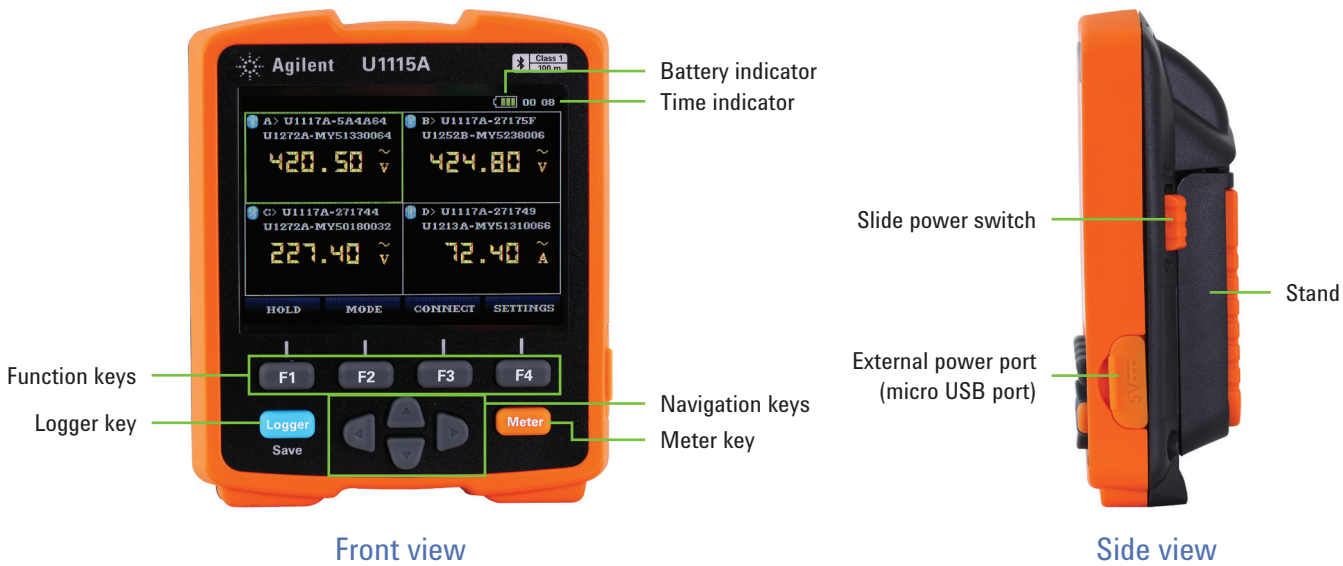 Agilent U1115A
Class 1
100 m
Battery indicator
00 08
Time indicator
A> U1117A-5A4A64
U1272A-MY51330064
420.50 ~ V
B> U1117A-27175F
U1252B-MY5238006
424.80 ~ V
C> U1117A-271744
U1272A-MY50180032
227.40 ~ V
D> U1117A-271749
U1213A-MY51310066
72.40 ~ A
HOLD MODE CONNECT SETTINGS
Function keys
F1 F2 F3 F4
Logger key
Logger
Save
Navigation keys
Meter
Meter key
Front view
Slide power switch
Stand
External power port
(micro USB port)
5V
Side view